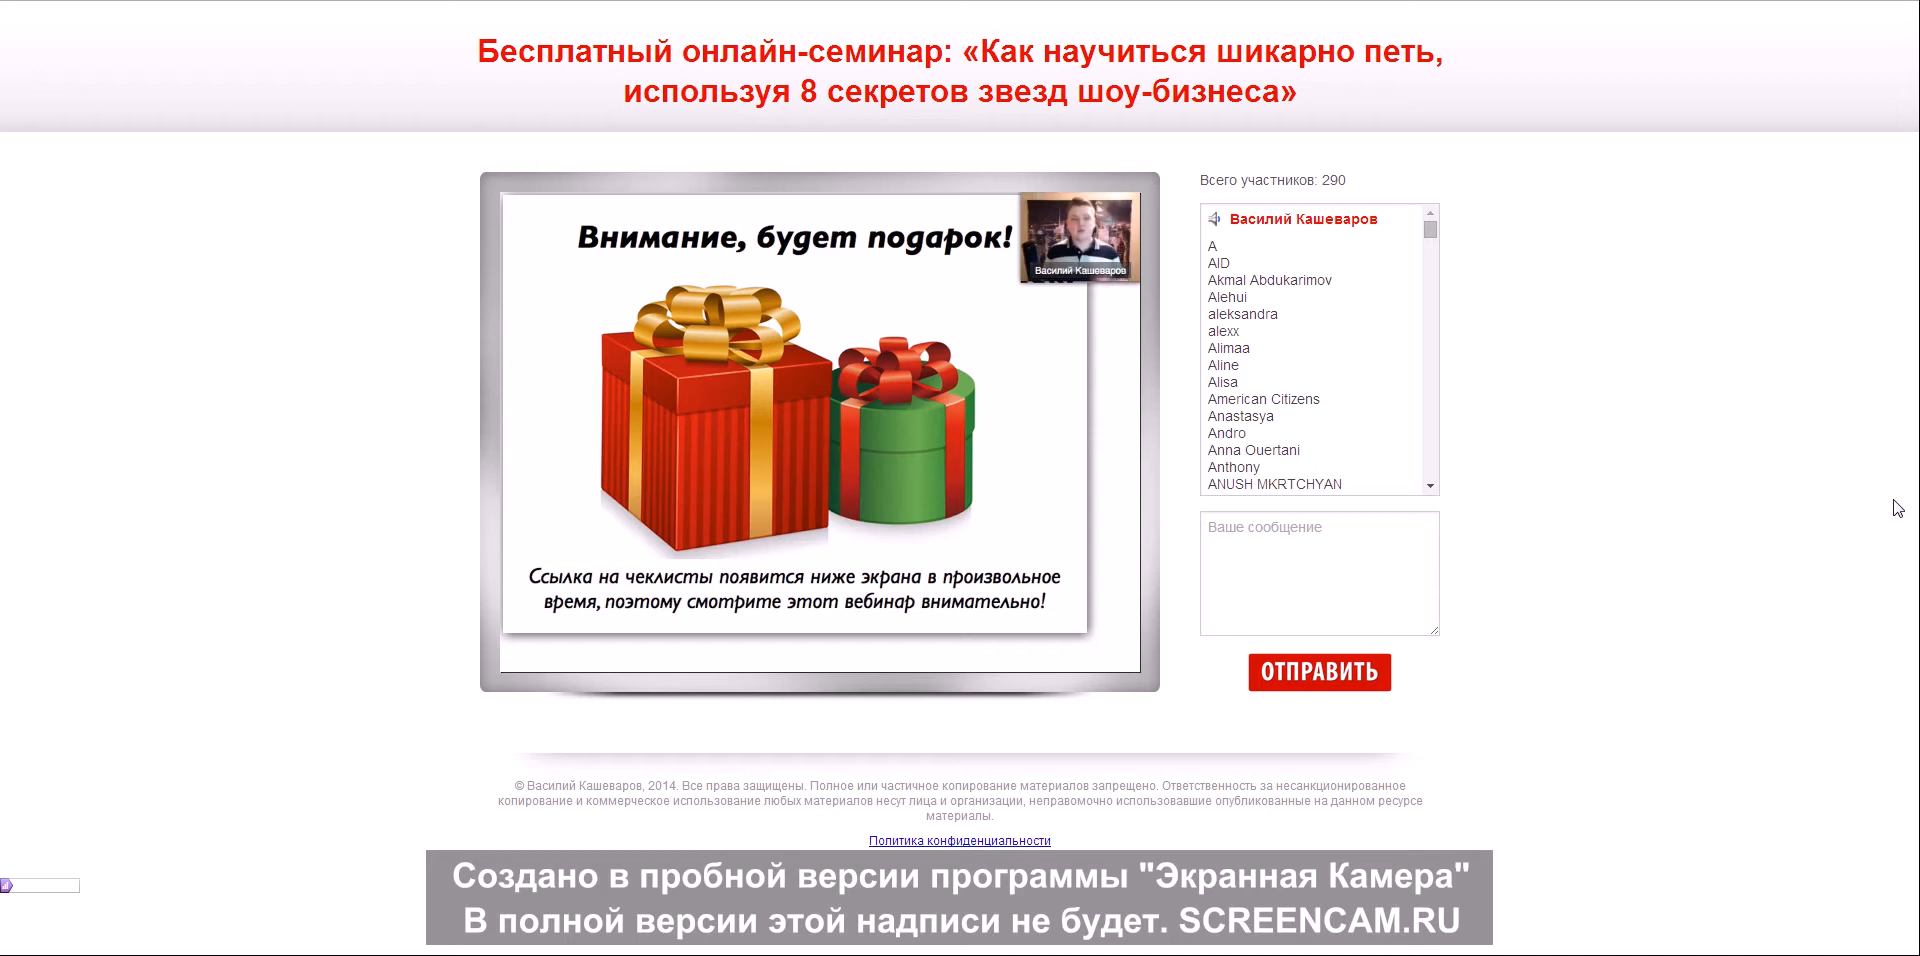 Бесплатный онлайн-семинар: «Как научиться шикарно петь,
используя 8 секретов звезд шоу-бизнеса»
Внимание, будет подарок!
Василий Кашеваров
Ссылка на чеклисты появится ниже экрана в произвольное
время, поэтому смотрите этот вебинар внимательно!
Всего участников: 290
Василий Кашеваров
A
AID
Akmal Abdukarimov
Alehui
aleksandra
alexx
Alimaa
Aline
Alisa
American Citizens
Anastasya
Andro
Anna Ouertani
Anthony
ANUSH MKRTCHYAN
Ваше сообщение
ОТПРАВИТЬ
© Василий Кашеваров, 2014. Все права защищены. Полное или частичное копирование материалов запрещено. Ответственность за несанкционированное
копирование и коммерческое использование любых материалов несут лица и организации, неправомочно использовавшие опубликованные на данном ресурсе
материалы.
Политика конфиденциальности
Создано в пробной версии программы "Экранная Камера"
В полной версии этой надписи не будет. SCREENCAM.RU